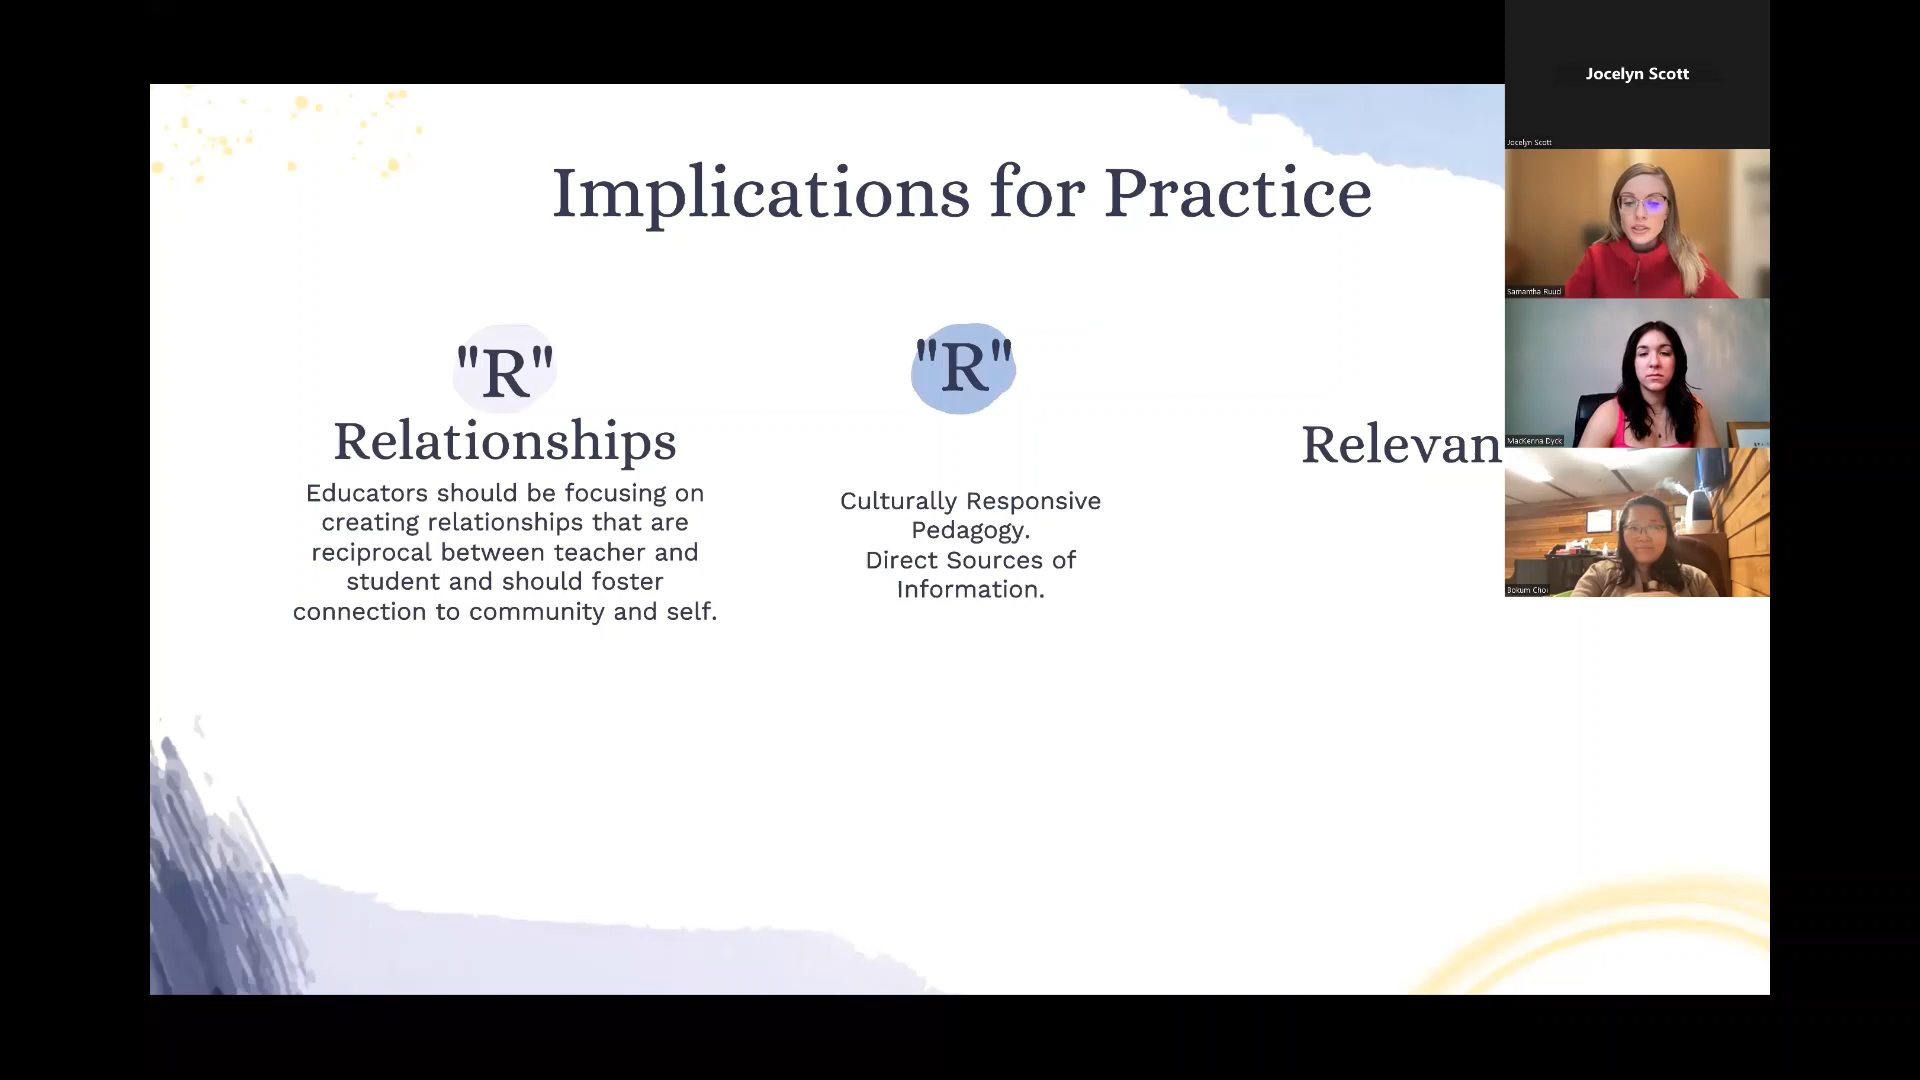 Jocelyn Scott
Jocelyn Scott
Implications for Practice
Samantha Ruud
"R"
Relationships
Educators should be focusing on
creating relationships that are
reciprocal between teacher and
student and should foster
connection to community and self.
"R"
Culturally Responsive
Pedagogy.
Direct Sources of
Information.
Relevan
MacKenna Dyck
Bokum Choi